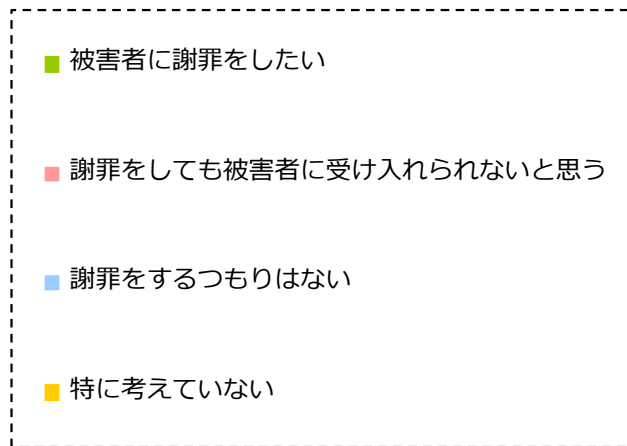 被害者に謝罪をしたい
謝罪をしても被害者に受け入れられないと思う
謝罪をするつもりはない
特に考えていない